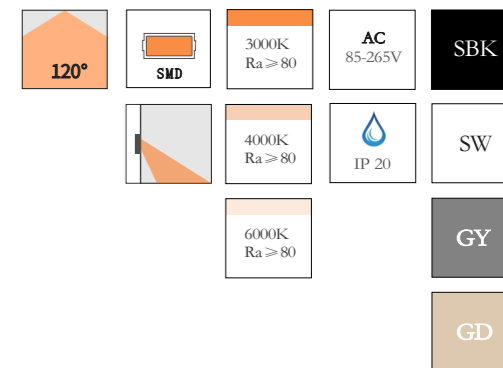 120°
SMD
3000K
Ra≥80
AC
85-265V
SBK
4000K
Ra≥80
IP 20
SW
6000K
Ra≥80
GY
GD